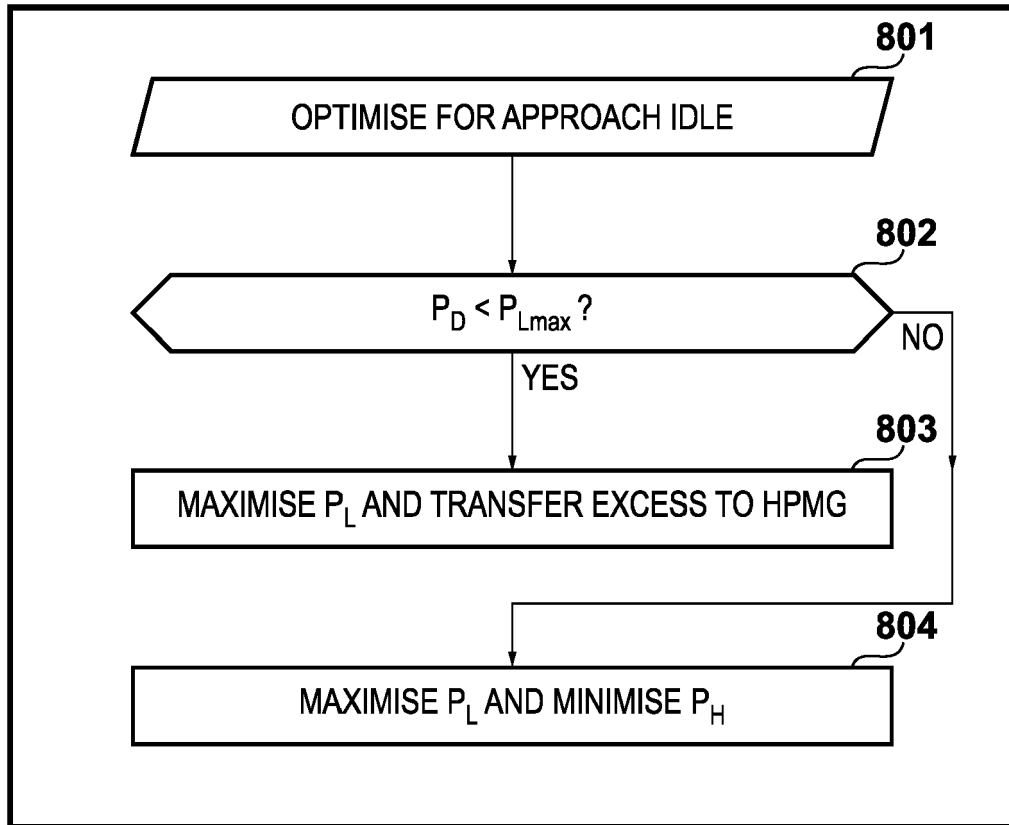 801
OPTIMISE FOR APPROACH IDLE
802
P_D < P_Lmax ?
NO
YES
803
MAXIMISE P_L AND TRANSFER EXCESS TO HPMG
804
MAXIMISE P_L AND MINIMISE P_H